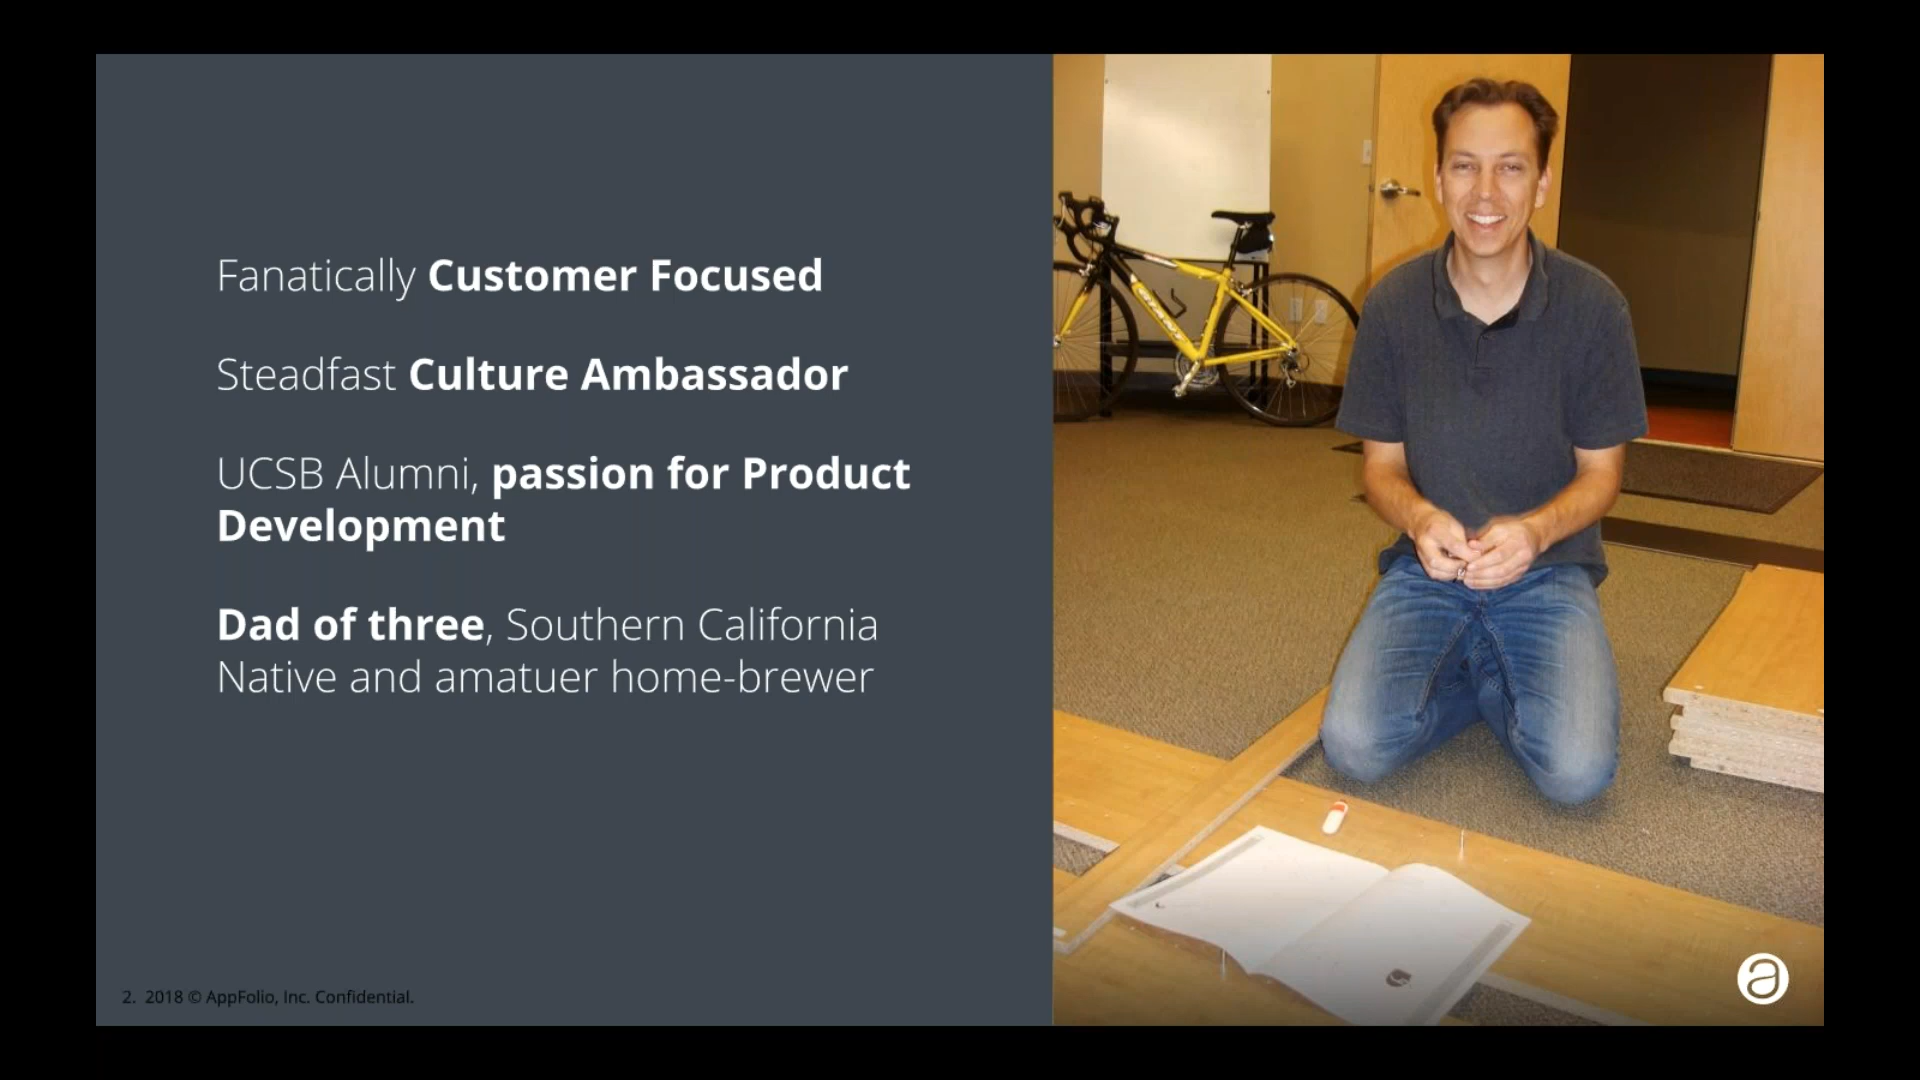 Fanatically Customer Focused
Steadfast Culture Ambassador
UCSB Alumni, passion for Product
Development
Dad of three, Southern California
Native and amatuer home-brewer
GIANT
2. 2018 © AppFolio, Inc. Confidential.
a